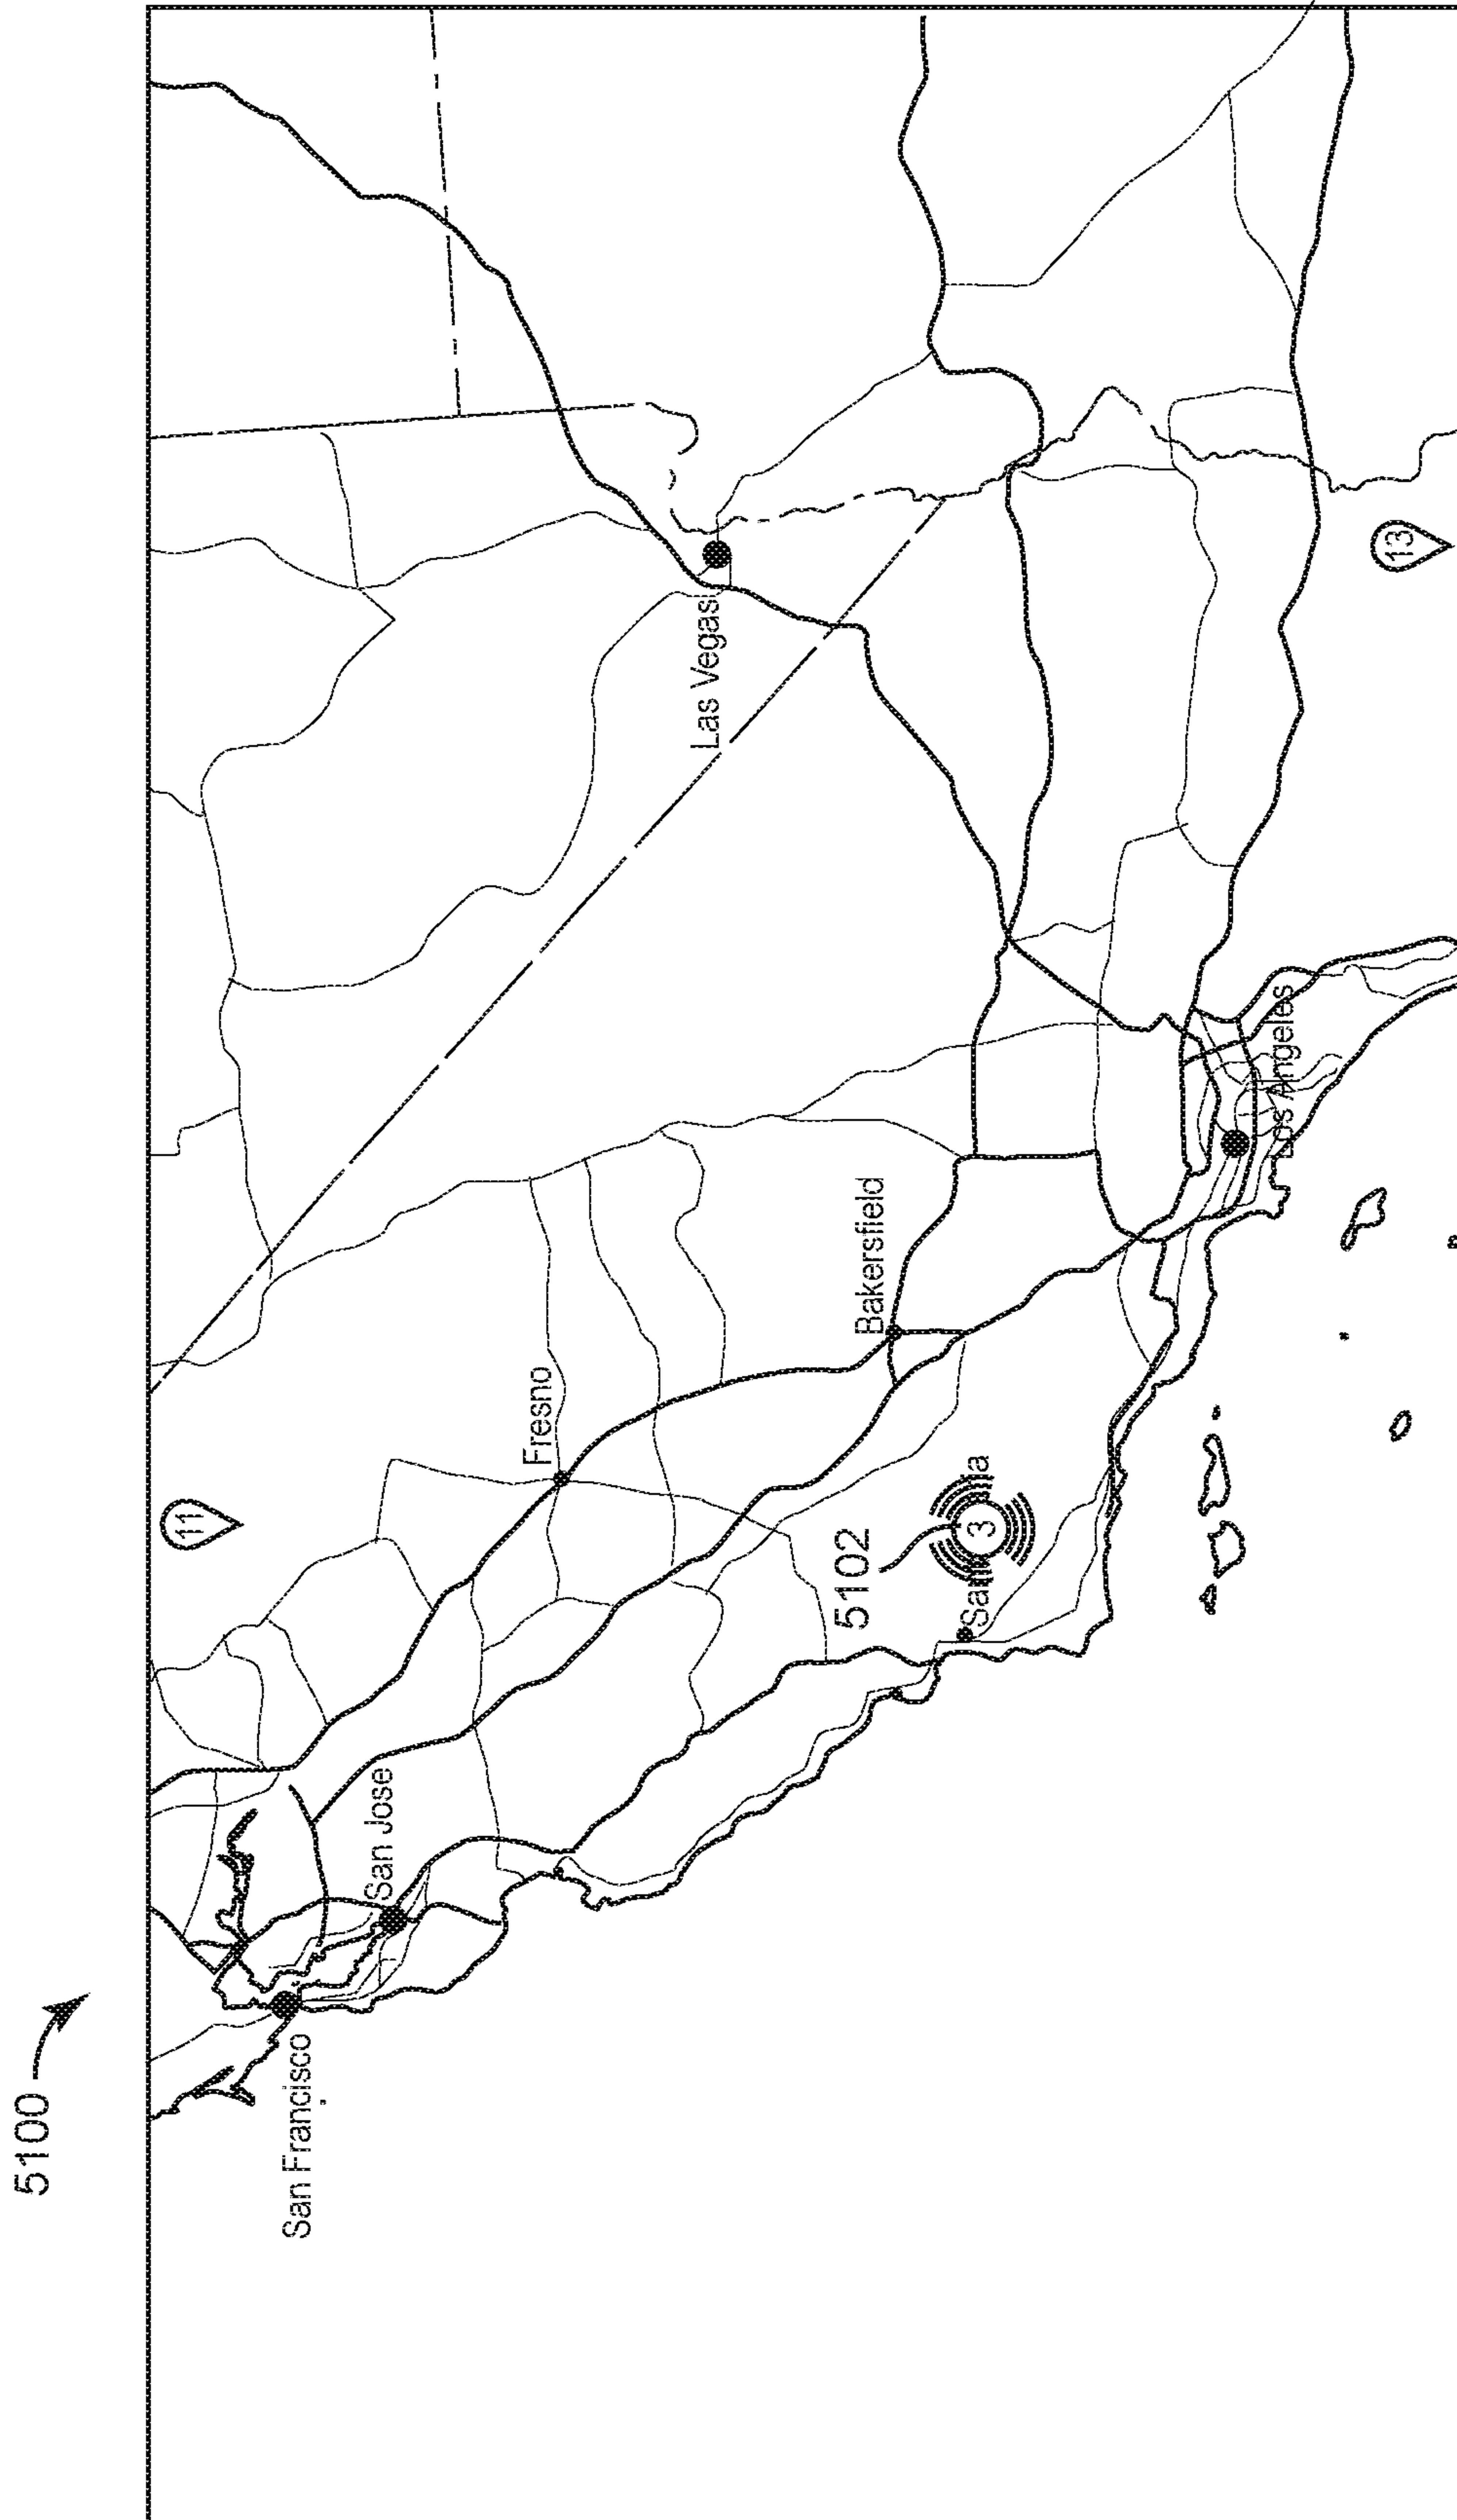 5100
11
San Francisco
San Jose
Fresno
Las Vegas
5102
Bakersfield
3
Los Angeles
13